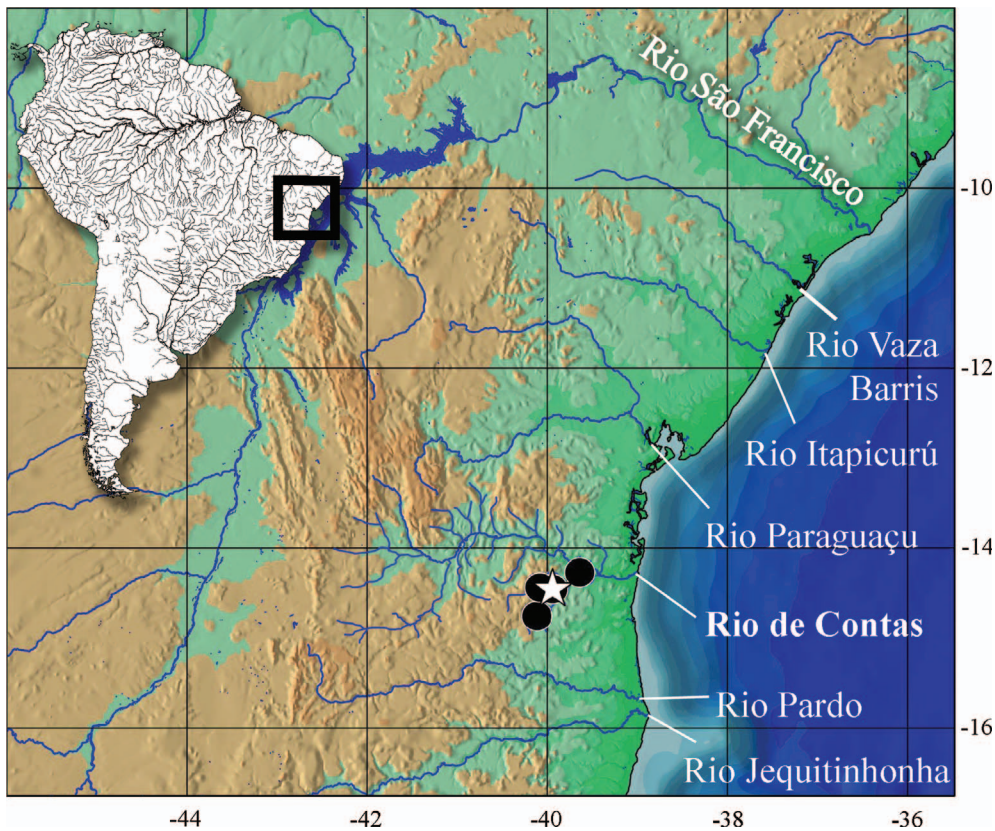 Rio São Francisco
-10
Rio Vaza
Barris
-12
Rio Itapicurú
Rio Paraguaçu
-14
Rio de Contas
Rio Pardo
-16
Rio Jequitinhonha
-44
-42
-40
-38
-36